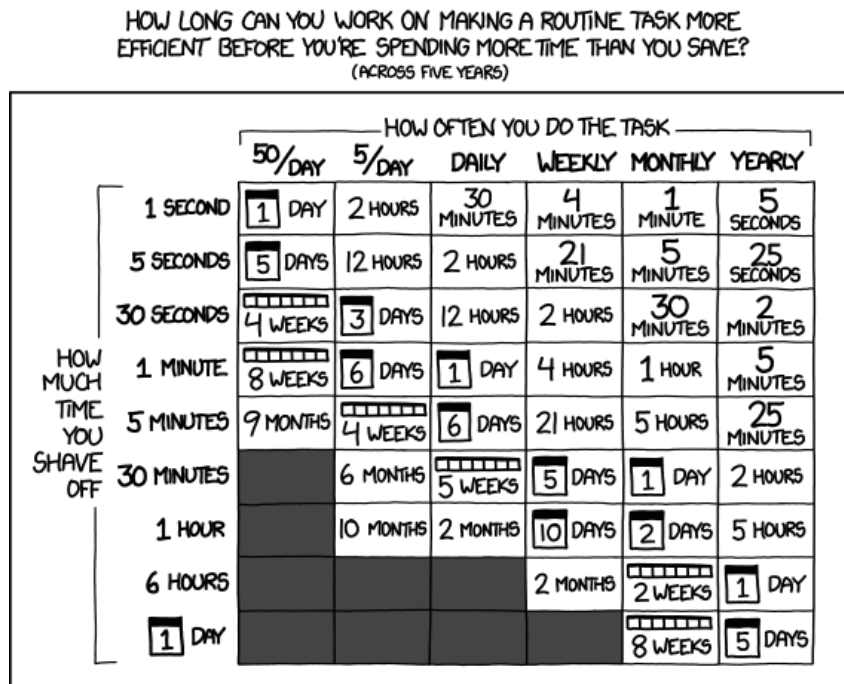 HOW LONG CAN YOU WORK ON MAKING A ROUTINE TASK MORE
EFFICIENT BEFORE YOU'RE SPENDING MORE TIME THAN YOU SAVE?
(ACROSS FIVE YEARS)
HOW OFTEN YOU DO THE TASK
50/DAY 5/DAY DAILY WEEKLY MONTHLY YEARLY
HOW
MUCH
TIME
YOU
SHAVE
OFF
1 SECOND 1 DAY 2 HOURS 30 MINUTES 4 MINUTES 1 MINUTE 5 SECONDS
5 SECONDS 5 DAYS 12 HOURS 2 HOURS 21 MINUTES 5 MINUTES 25 SECONDS
30 SECONDS 4 WEEKS 3 DAYS 12 HOURS 2 HOURS 30 MINUTES 2 MINUTES
1 MINUTE 8 WEEKS 6 DAYS 1 DAY 4 HOURS 1 HOUR 5 MINUTES
5 MINUTES 9 MONTHS 4 WEEKS 6 DAYS 21 HOURS 5 HOURS 25 MINUTES
30 MINUTES 6 MONTHS 5 WEEKS 5 DAYS 1 DAY 2 HOURS
1 HOUR 10 MONTHS 2 MONTHS 10 DAYS 2 DAYS 5 HOURS
6 HOURS 2 MONTHS 2 WEEKS 1 DAY
1 DAY 8 WEEKS 5 DAYS